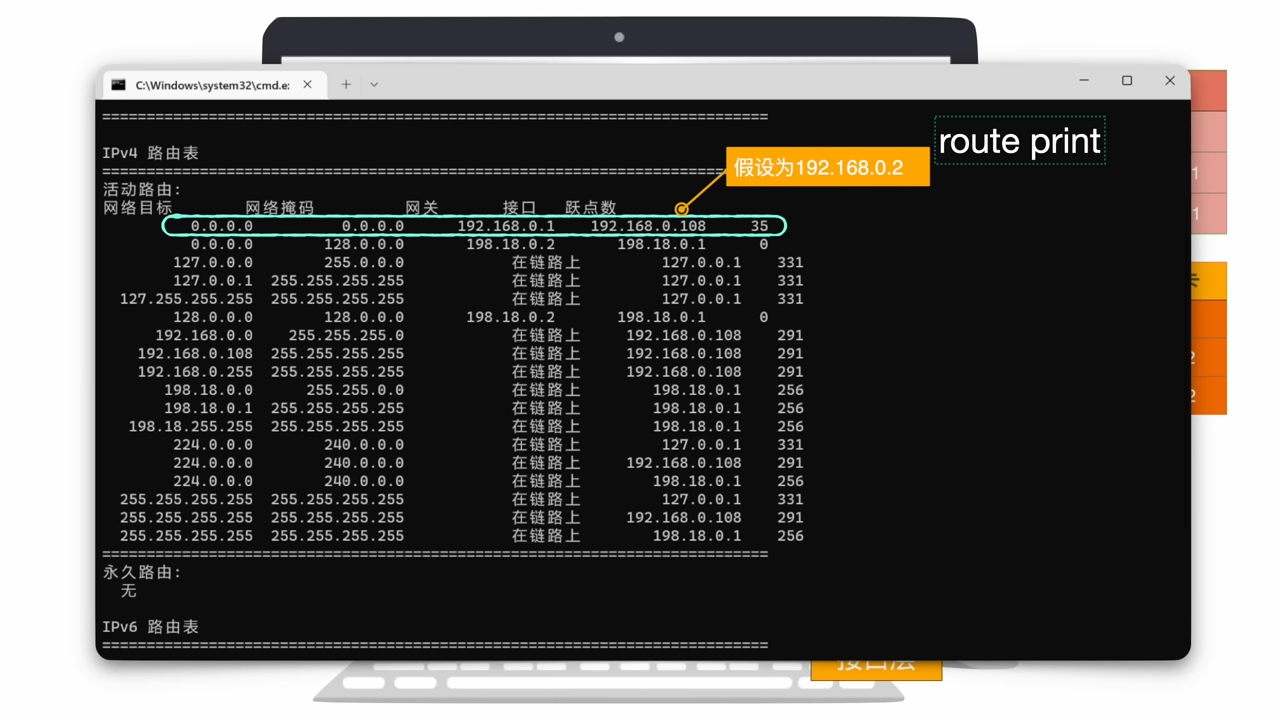 C:\Windows\system32\cmd.e:
route print
假设为192.168.0.2
====================================================================
IPv4 路由表
====================================================================
活动路由:
网络目标 网络掩码 网关 接口 跃点数
0.0.0.0 0.0.0.0 192.168.0.1 192.168.0.108 35
0.0.0.0 128.0.0.0 198.18.0.2 198.18.0.1 0
127.0.0.0 255.0.0.0 在链路上 127.0.0.1 331
127.0.0.1 255.255.255.255 在链路上 127.0.0.1 331
127.255.255.255 255.255.255.255 在链路上 127.0.0.1 331
128.0.0.0 128.0.0.0 198.18.0.2 198.18.0.1 0
192.168.0.0 255.255.255.0 在链路上 192.168.0.108 291
192.168.0.108 255.255.255.255 在链路上 192.168.0.108 291
192.168.0.255 255.255.255.255 在链路上 192.168.0.108 291
198.18.0.0 255.255.0.0 在链路上 198.18.0.1 256
198.18.0.1 255.255.255.255 在链路上 198.18.0.1 256
198.18.255.255 255.255.255.255 在链路上 198.18.0.1 256
224.0.0.0 240.0.0.0 在链路上 127.0.0.1 331
224.0.0.0 240.0.0.0 在链路上 192.168.0.108 291
224.0.0.0 240.0.0.0 在链路上 198.18.0.1 256
255.255.255.255 255.255.255.255 在链路上 127.0.0.1 331
255.255.255.255 255.255.255.255 在链路上 192.168.0.108 291
255.255.255.255 255.255.255.255 在链路上 198.18.0.1 256
====================================================================
永久路由:
无
IPv6 路由表
====================================================================
1
1
卡
2
2
接口层